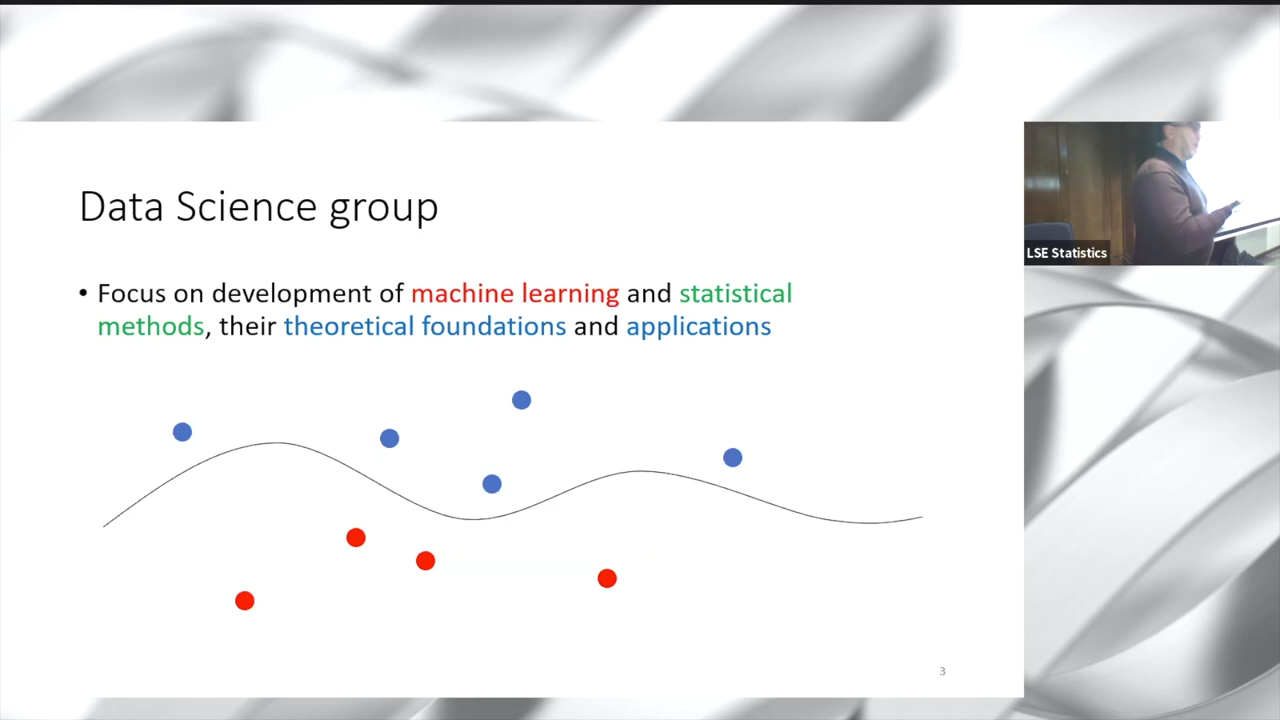 Data Science group
• Focus on development of machine learning and statistical
methods, their theoretical foundations and applications
LSE Statistics
3